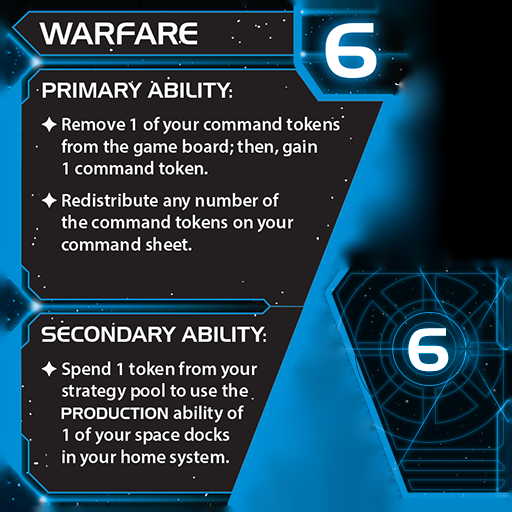 WARFARE
6
PRIMARY ABILITY:
✦ Remove 1 of your command tokens
from the game board; then, gain
1 command token.
✦ Redistribute any number of
the command tokens on your
command sheet.
SECONDARY ABILITY:
✦ Spend 1 token from your
strategy pool to use the
PRODUCTION ability of
1 of your space docks
in your home system.
6